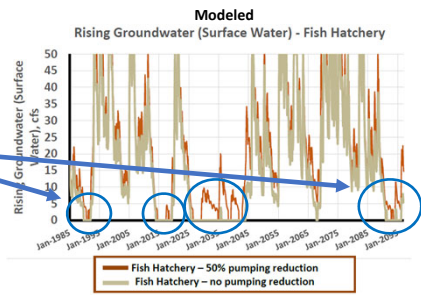 Modeled
Rising Groundwater (Surface Water) - Fish Hatchery
Rising Groundwater (Surface
Water), cfs
50
45
40
35
30
25
20
15
10
5
0
Jan-1985
Jan-1995
Jan-2005
Jan-2015
Jan-2025
Jan-2035
Jan-2045
Jan-2055
Jan-2065
Jan-2075
Jan-2085
Jan-2095
Fish Hatchery – 50% pumping reduction
Fish Hatchery – no pumping reduction